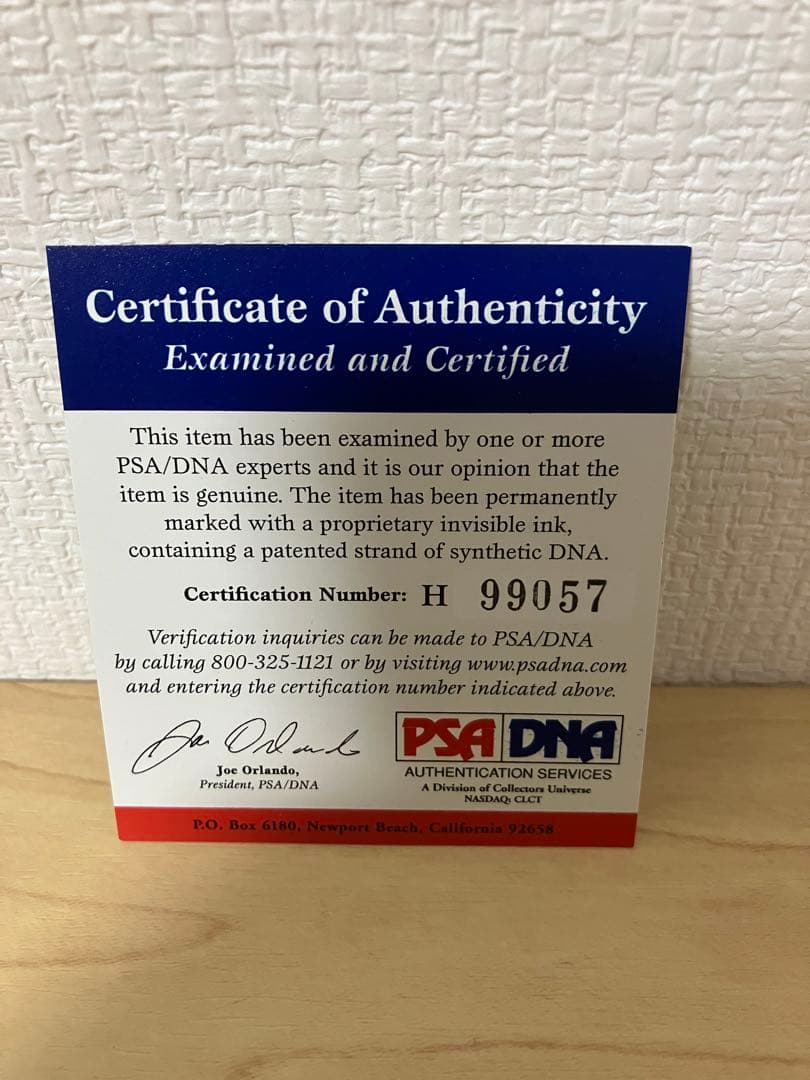 Certificate of Authenticity
Examined and Certified
This item has been examined by one or more
PSA/DNA experts and it is our opinion that the
item is genuine. The item has been permanently
marked with a proprietary invisible ink,
containing a patented strand of synthetic DNA.
Certification Number: H 99057
Verification inquiries can be made to PSA/DNA
by calling 800-325-1121 or by visiting www.psadna.com
and entering the certification number indicated above.
Joe Orlando
Joe Orlando,
President, PSA/DNA
PSA DNA
AUTHENTICATION SERVICES
A Division of Collectors Universe
NASDAQ: CLCT
P.O. Box 6180, Newport Beach, California 92658